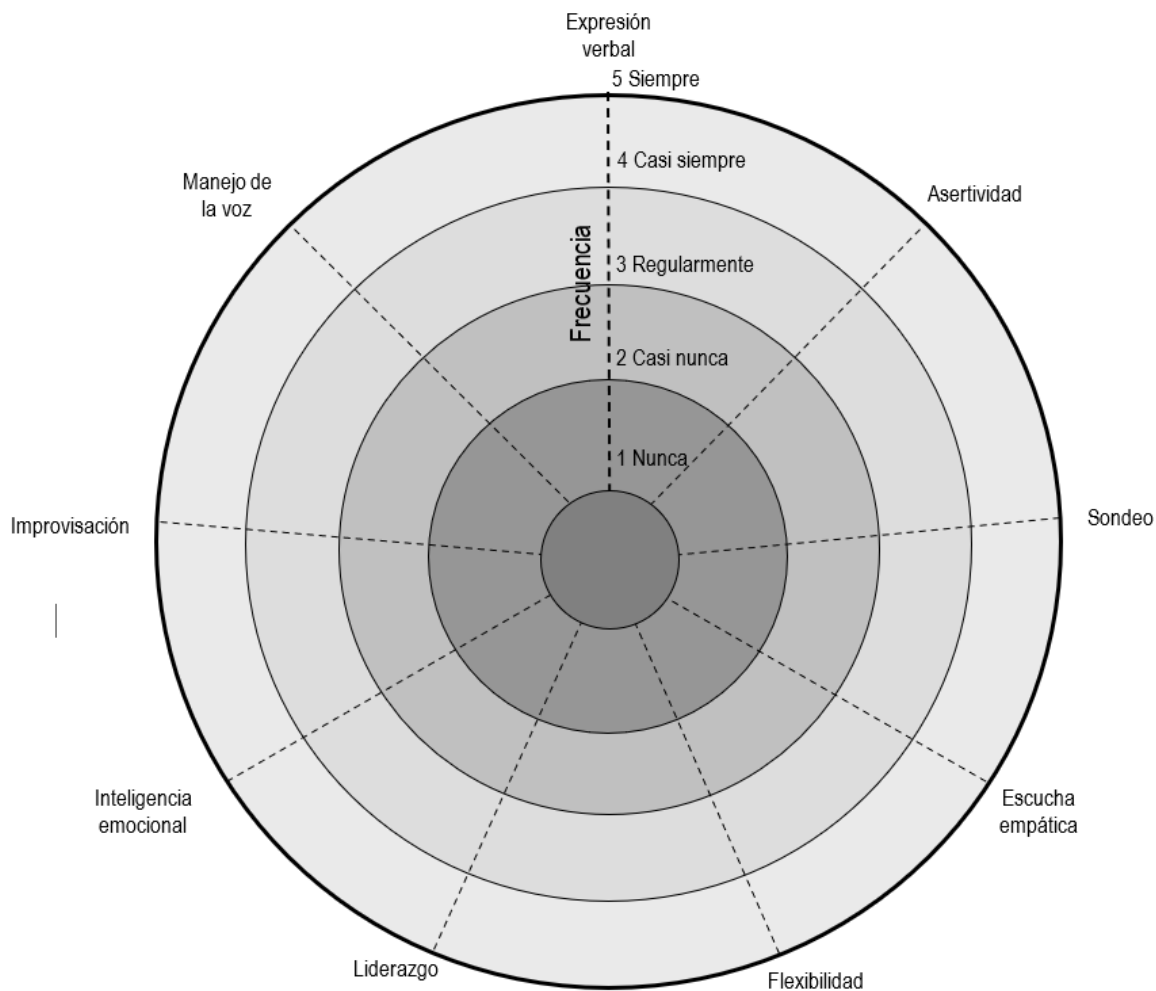 Expresión
verbal
5 Siempre
4 Casi siempre
Manejo de
la voz
Asertividad
Frecuencia
3 Regularmente
2 Casi nunca
1 Nunca
Improvisación
Sondeo
Inteligencia
emocional
Escucha
empática
Liderazgo
Flexibilidad